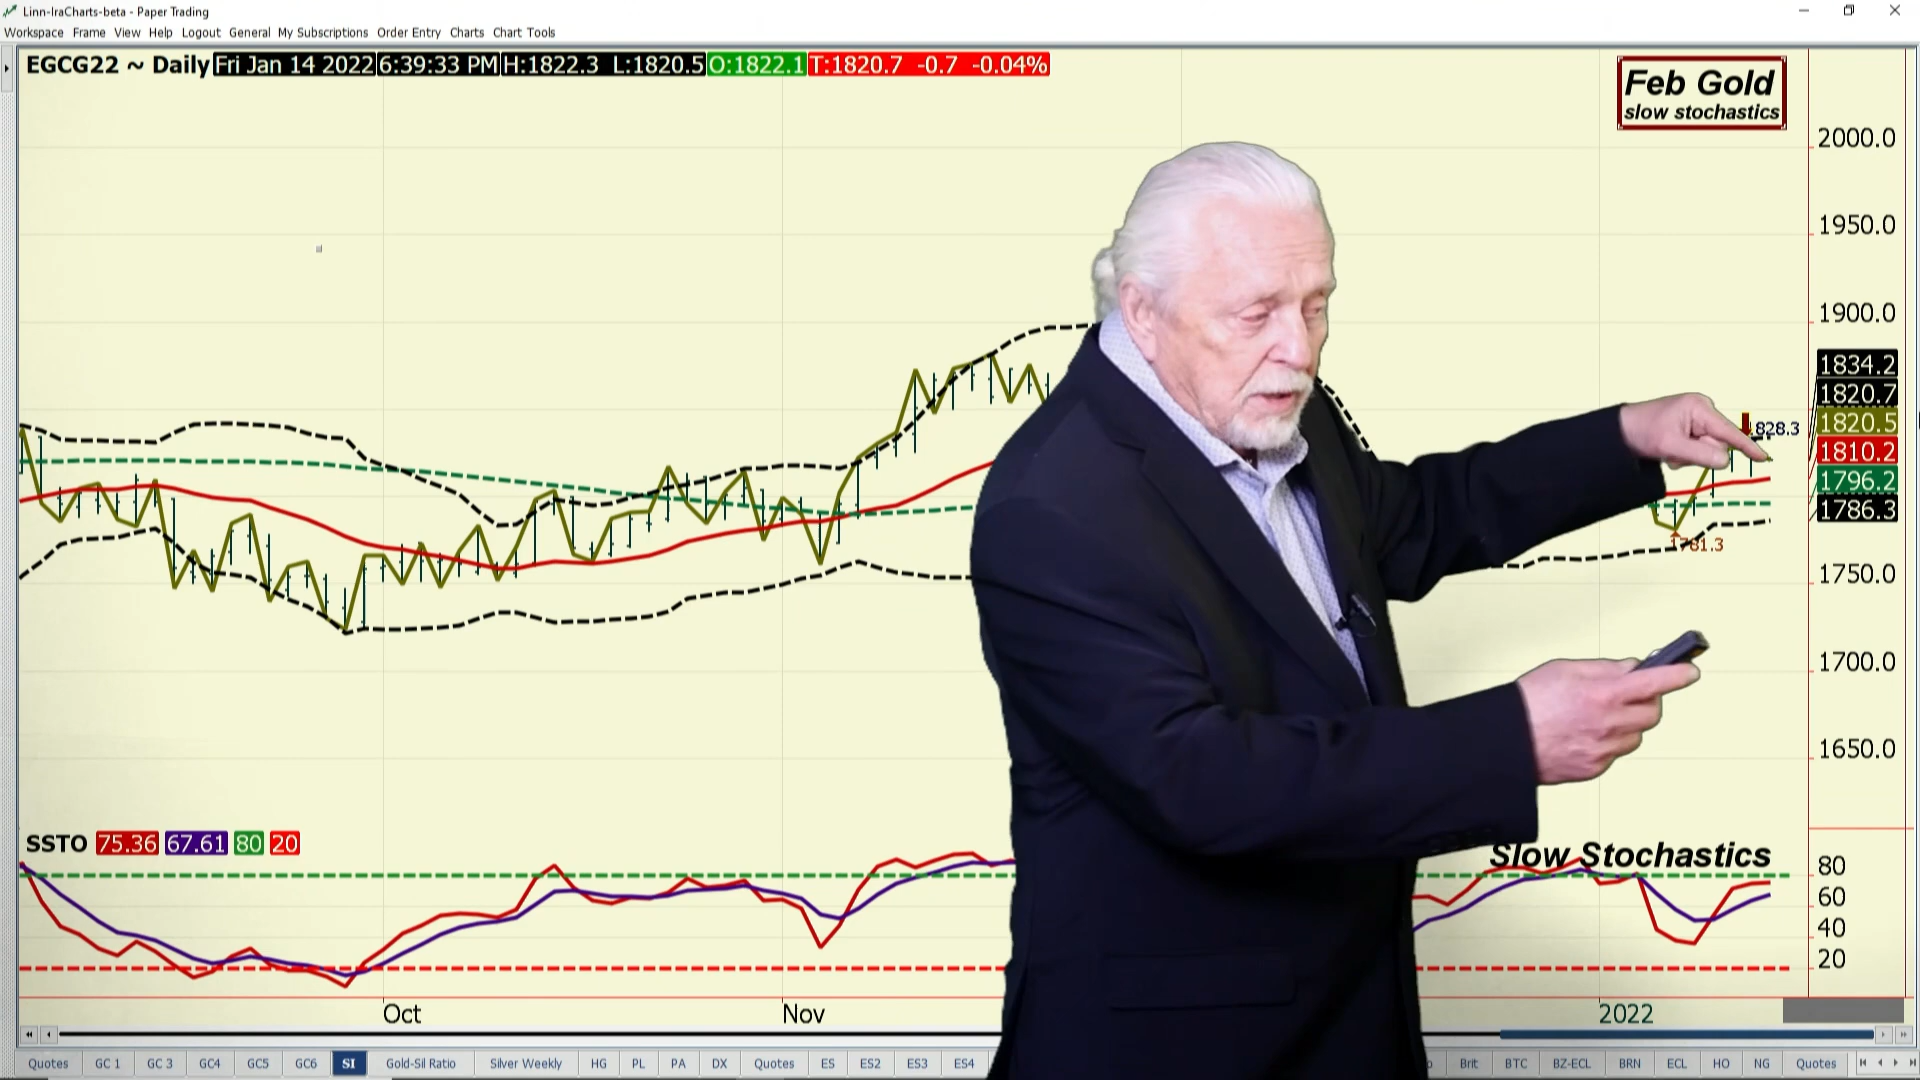 Linn-IraCharts-beta - Paper Trading
Workspace Frame View Help Logout General My Subscriptions Order Entry Charts Chart Tools
EGCG22 ~ Daily Fri Jan 14 2022 6:39:33 PM H:1822.3 L:1820.5 O:1822.1 T:1820.7 -0.7 -0.04%
Feb Gold
slow stochastics
2000.0
1950.0
1900.0
1834.2
1820.7
828.3
1820.5
1810.2
1796.2
1786.3
1781.3
1750.0
1700.0
1650.0
SSTO 75.36 67.61 80 20
Slow Stochastics
80
60
40
20
Oct Nov 2022
Quotes GC 1 GC 3 GC4 GC5 GC6 SI Gold-Sil Ratio Silver Weekly HG PL PA DX Quotes ES ES2 ES3 ES4 Brit BTC BZ-ECL BRN ECL HO NG Quotes